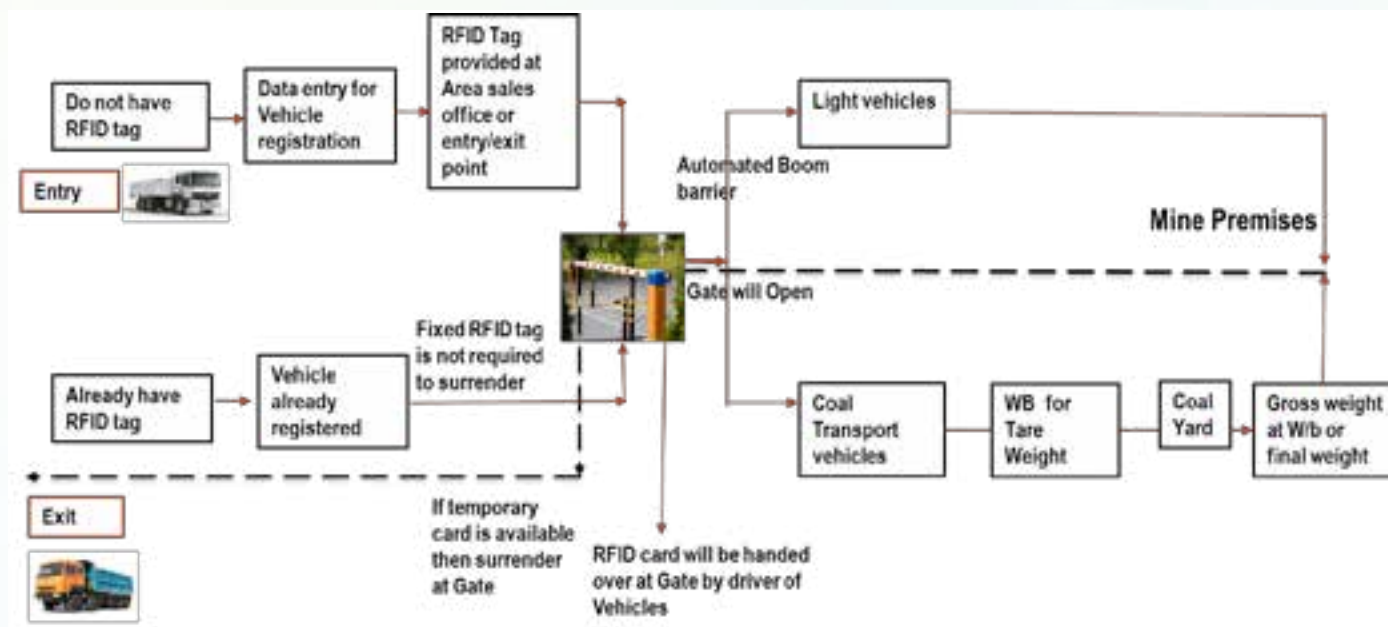 Do not have
RFID tag
Data entry for
Vehicle
registration
RFID Tag
provided at
Area sales
office or
entry/exit
point
Light vehicles
Automated Boom
barrier
Entry
Mine Premises
Gate will Open
Fixed RFID tag
is not required
to surrender
Already have
RFID tag
Vehicle
already
registered
Coal
Transport
vehicles
WB for
Tare
Weight
Coal
Yard
Gross weight
at W/b or
final weight
Exit
If temporary
card is available
then surrender
at Gate
RFID card will be handed
over at Gate by driver of
Vehicles